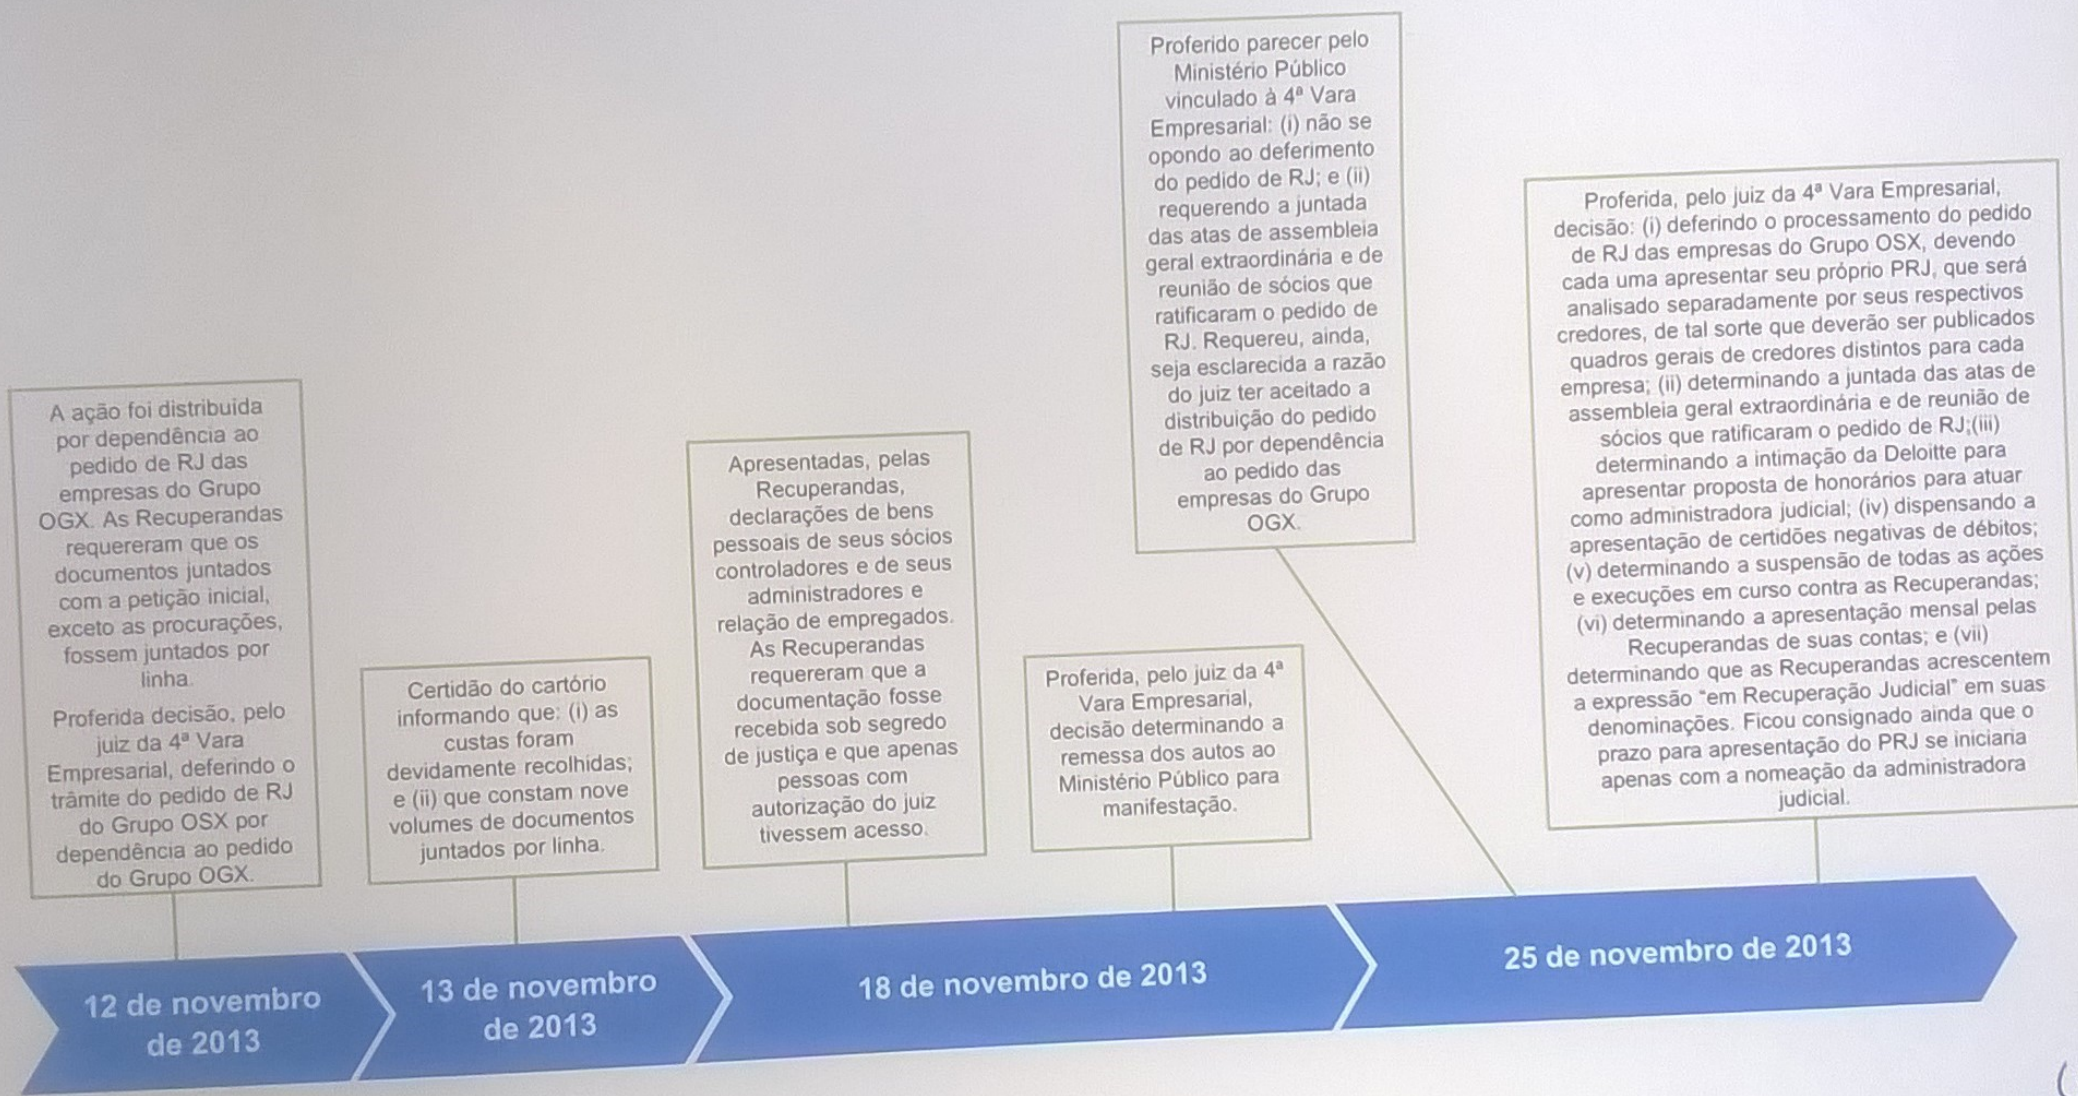 A ação foi distribuída
por dependência ao
pedido de RJ das
empresas do Grupo
OGX. As Recuperandas
requereram que os
documentos juntados
com a petição inicial,
exceto as procurações,
fossem juntados por
linha.
Proferida decisão, pelo
juiz da 4ª Vara
Empresarial, deferindo o
trâmite do pedido de RJ
do Grupo OSX por
dependência ao pedido
do Grupo OGX.
12 de novembro
de 2013
Certidão do cartório
informando que: (i) as
custas foram
devidamente recolhidas;
e (ii) que constam nove
volumes de documentos
juntados por linha.
13 de novembro
de 2013
Apresentadas, pelas
Recuperandas,
declarações de bens
pessoais de seus sócios
controladores e de seus
administradores e
relação de empregados.
As Recuperandas
requereram que a
documentação fosse
recebida sob segredo
de justiça e que apenas
pessoas com
autorização do juiz
tivessem acesso.
Proferida, pelo juiz da 4ª
Vara Empresarial,
decisão determinando a
remessa dos autos ao
Ministério Público para
manifestação.
18 de novembro de 2013
Proferido parecer pelo
Ministério Público
vinculado à 4ª Vara
Empresarial: (i) não se
opondo ao deferimento
do pedido de RJ; e (ii)
requerendo a juntada
das atas de assembleia
geral extraordinária e de
reunião de sócios que
ratificaram o pedido de
RJ. Requereu, ainda,
seja esclarecida a razão
do juiz ter aceitado a
distribuição do pedido
de RJ por dependência
ao pedido das
empresas do Grupo
OGX.
Proferida, pelo juiz da 4ª Vara Empresarial,
decisão: (i) deferindo o processamento do pedido
de RJ das empresas do Grupo OSX, devendo
cada uma apresentar seu próprio PRJ, que será
analisado separadamente por seus respectivos
credores, de tal sorte que deverão ser publicados
quadros gerais de credores distintos para cada
empresa; (ii) determinando a juntada das atas de
assembleia geral extraordinária e de reunião de
sócios que ratificaram o pedido de RJ;(iii)
determinando a intimação da Deloitte para
apresentar proposta de honorários para atuar
como administradora judicial; (iv) dispensando a
apresentação de certidões negativas de débitos;
(v) determinando a suspensão de todas as ações
e execuções em curso contra as Recuperandas;
(vi) determinando a apresentação mensal pelas
Recuperandas de suas contas; e (vii)
determinando que as Recuperandas acrescentem
a expressão "em Recuperação Judicial" em suas
denominações. Ficou consignado ainda que o
prazo para apresentação do PRJ se iniciaria
apenas com a nomeação da administradora
judicial.
25 de novembro de 2013